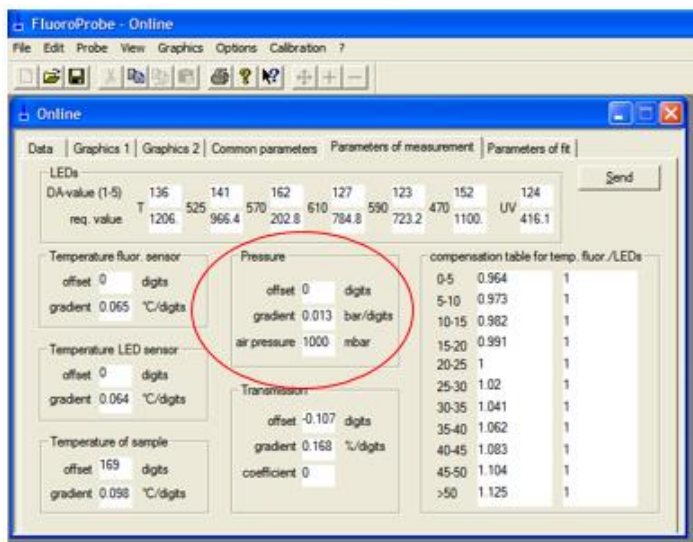 FluoroProbe - Online
File Edit Probe View Graphics Options Calibration ?
Online
Data Graphics 1 Graphics 2 Common parameters Parameters of measurement Parameters of fit
LEDs
Send
DA-value (1-5) 136 141 162 127 123 152 124
T 525 570 610 590 470 UV
req. value 1206. 966.4 202.8 784.8 723.2 1100. 416.1
Temperature fluor. sensor
offset 0 digits
gradient 0.065 °C/digits
Temperature LED sensor
offset 0 digits
gradient 0.064 °C/digits
Temperature of sample
offset 169 digits
gradient 0.098 °C/digits
Pressure
offset 0 digits
gradient 0.013 bar/digits
air pressure 1000 mbar
Transmission
offset -0.107 digits
gradient 0.168 %/digits
coefficient 0
compensation table for temp. fluor./LEDs
0-5 0.964 1
5-10 0.973 1
10-15 0.982 1
15-20 0.991 1
20-25 1 1
25-30 1.02 1
30-35 1.041 1
35-40 1.062 1
40-45 1.083 1
45-50 1.104 1
>50 1.125 1